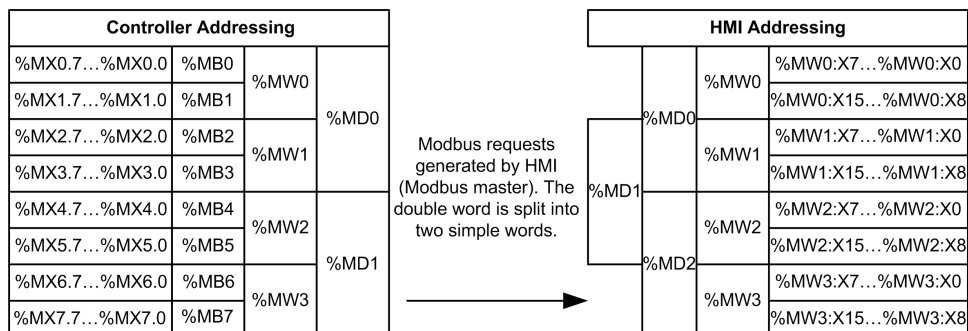 Controller Addressing
%MX0.7…%MX0.0 %MB0 %MW0 %MD0
%MX1.7…%MX1.0 %MB1
%MX2.7…%MX2.0 %MB2 %MW1
%MX3.7…%MX3.0 %MB3
%MX4.7…%MX4.0 %MB4 %MW2 %MD1
%MX5.7…%MX5.0 %MB5
%MX6.7…%MX6.0 %MB6 %MW3
%MX7.7…%MX7.0 %MB7
Modbus requests
generated by HMI
(Modbus master). The
double word is split into
two simple words.
HMI Addressing
%MD0 %MW0 %MW0:X7…%MW0:X0
%MW0:X15…%MW0:X8
%MD1 %MW1 %MW1:X7…%MW1:X0
%MW1:X15…%MW1:X8
%MD2 %MW2 %MW2:X7…%MW2:X0
%MW2:X15…%MW2:X8
%MW3 %MW3:X7…%MW3:X0
%MW3:X15…%MW3:X8